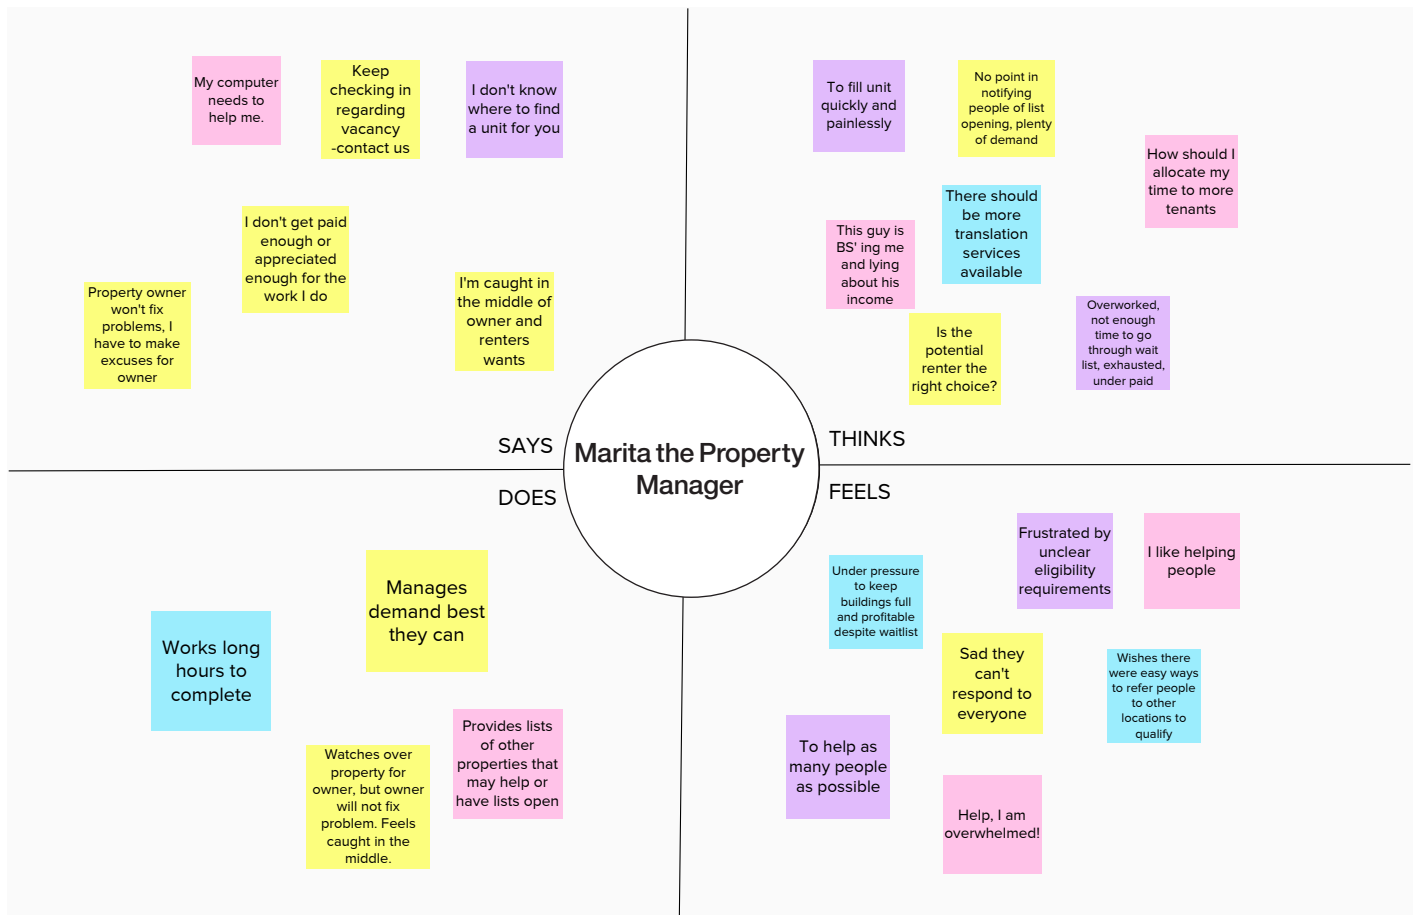 My computer
needs to
help me.
Keep
checking in
regarding
vacancy
-contact us
I don't know
where to find
a unit for you
I don't get paid
enough or
appreciated
enough for the
work I do
Property owner
won't fix
problems, I
have to make
excuses for
owner
I'm caught in
the middle of
owner and
renters
wants
SAYS
To fill unit
quickly and
painlessly
No point in
notifying
people of list
opening, plenty
of demand
How should I
allocate my
time to more
tenants
There should
be more
translation
services
available
This guy is
BS' ing me
and lying
about his
income
Overworked,
not enough
time to go
through wait
list, exhausted,
under paid
Is the
potential
renter the
right choice?
THINKS
Marita the Property
Manager
DOES
Manages
demand best
they can
Works long
hours to
complete
Provides lists
of other
properties that
may help or
have lists open
Watches over
property for
owner, but owner
will not fix
problem. Feels
caught in the
middle.
FEELS
Frustrated by
unclear
eligibility
requirements
I like helping
people
Under pressure
to keep
buildings full
and profitable
despite waitlist
Sad they
can't
respond to
everyone
Wishes there
were easy ways
to refer people
to other
locations to
qualify
To help as
many people
as possible
Help, I am
overwhelmed!